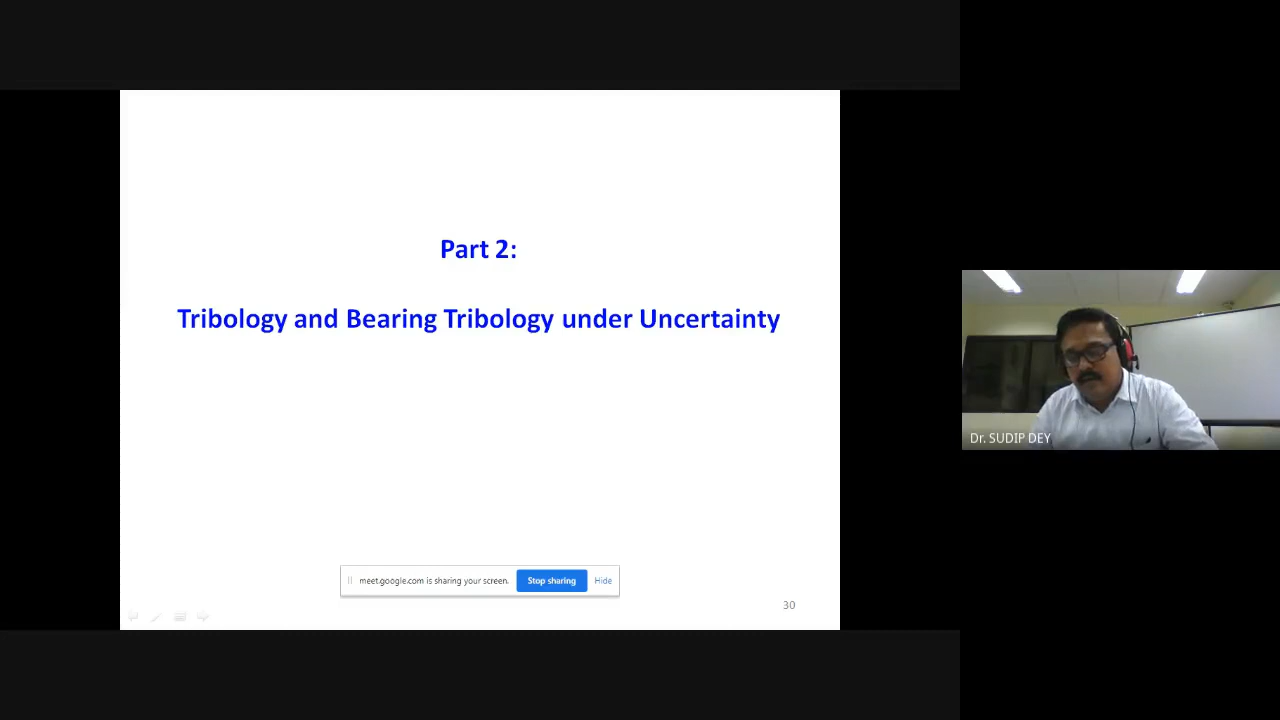 Part 2:
Tribology and Bearing Tribology under Uncertainty
meet.google.com is sharing your screen. Stop sharing Hide
30
Dr. SUDIP DEY